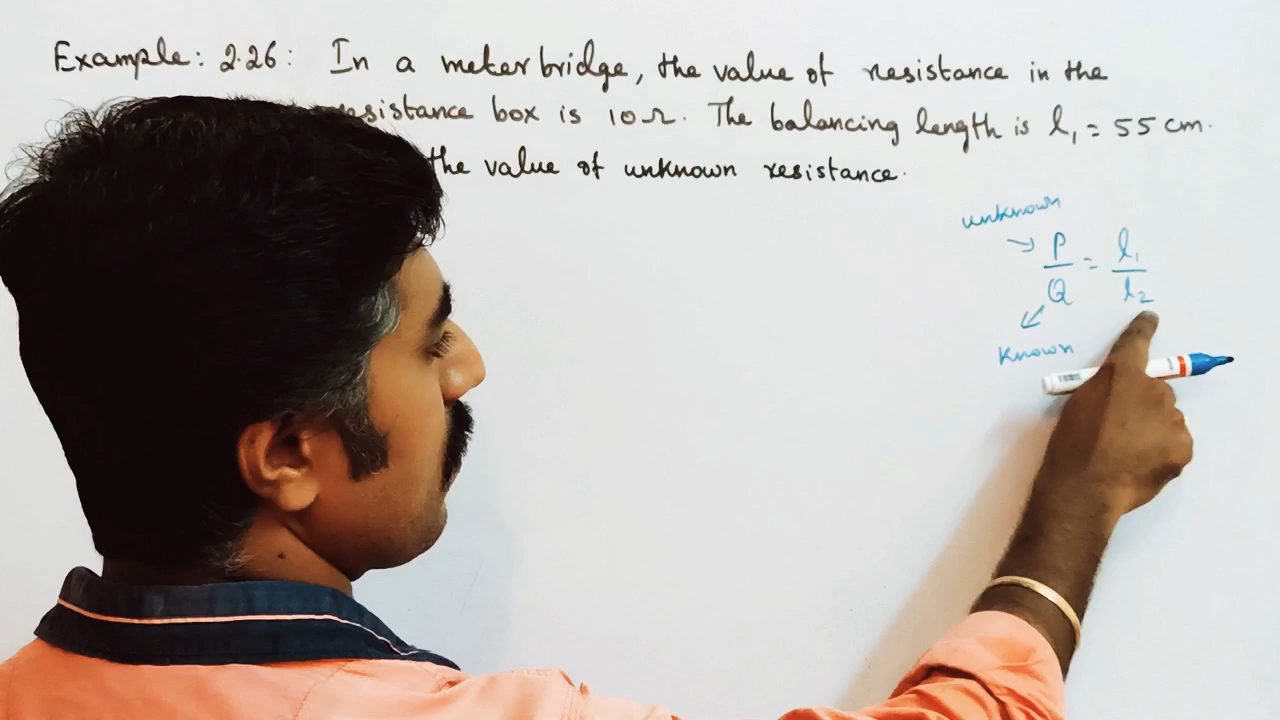 Example: 2.26: In a meter bridge, the value of resistance in the
resistance box is 10Ω. The balancing length is l₁ = 55 cm.
the value of unknown resistance.
unknown
→ P/Q = l₁/l₂
↙
Known